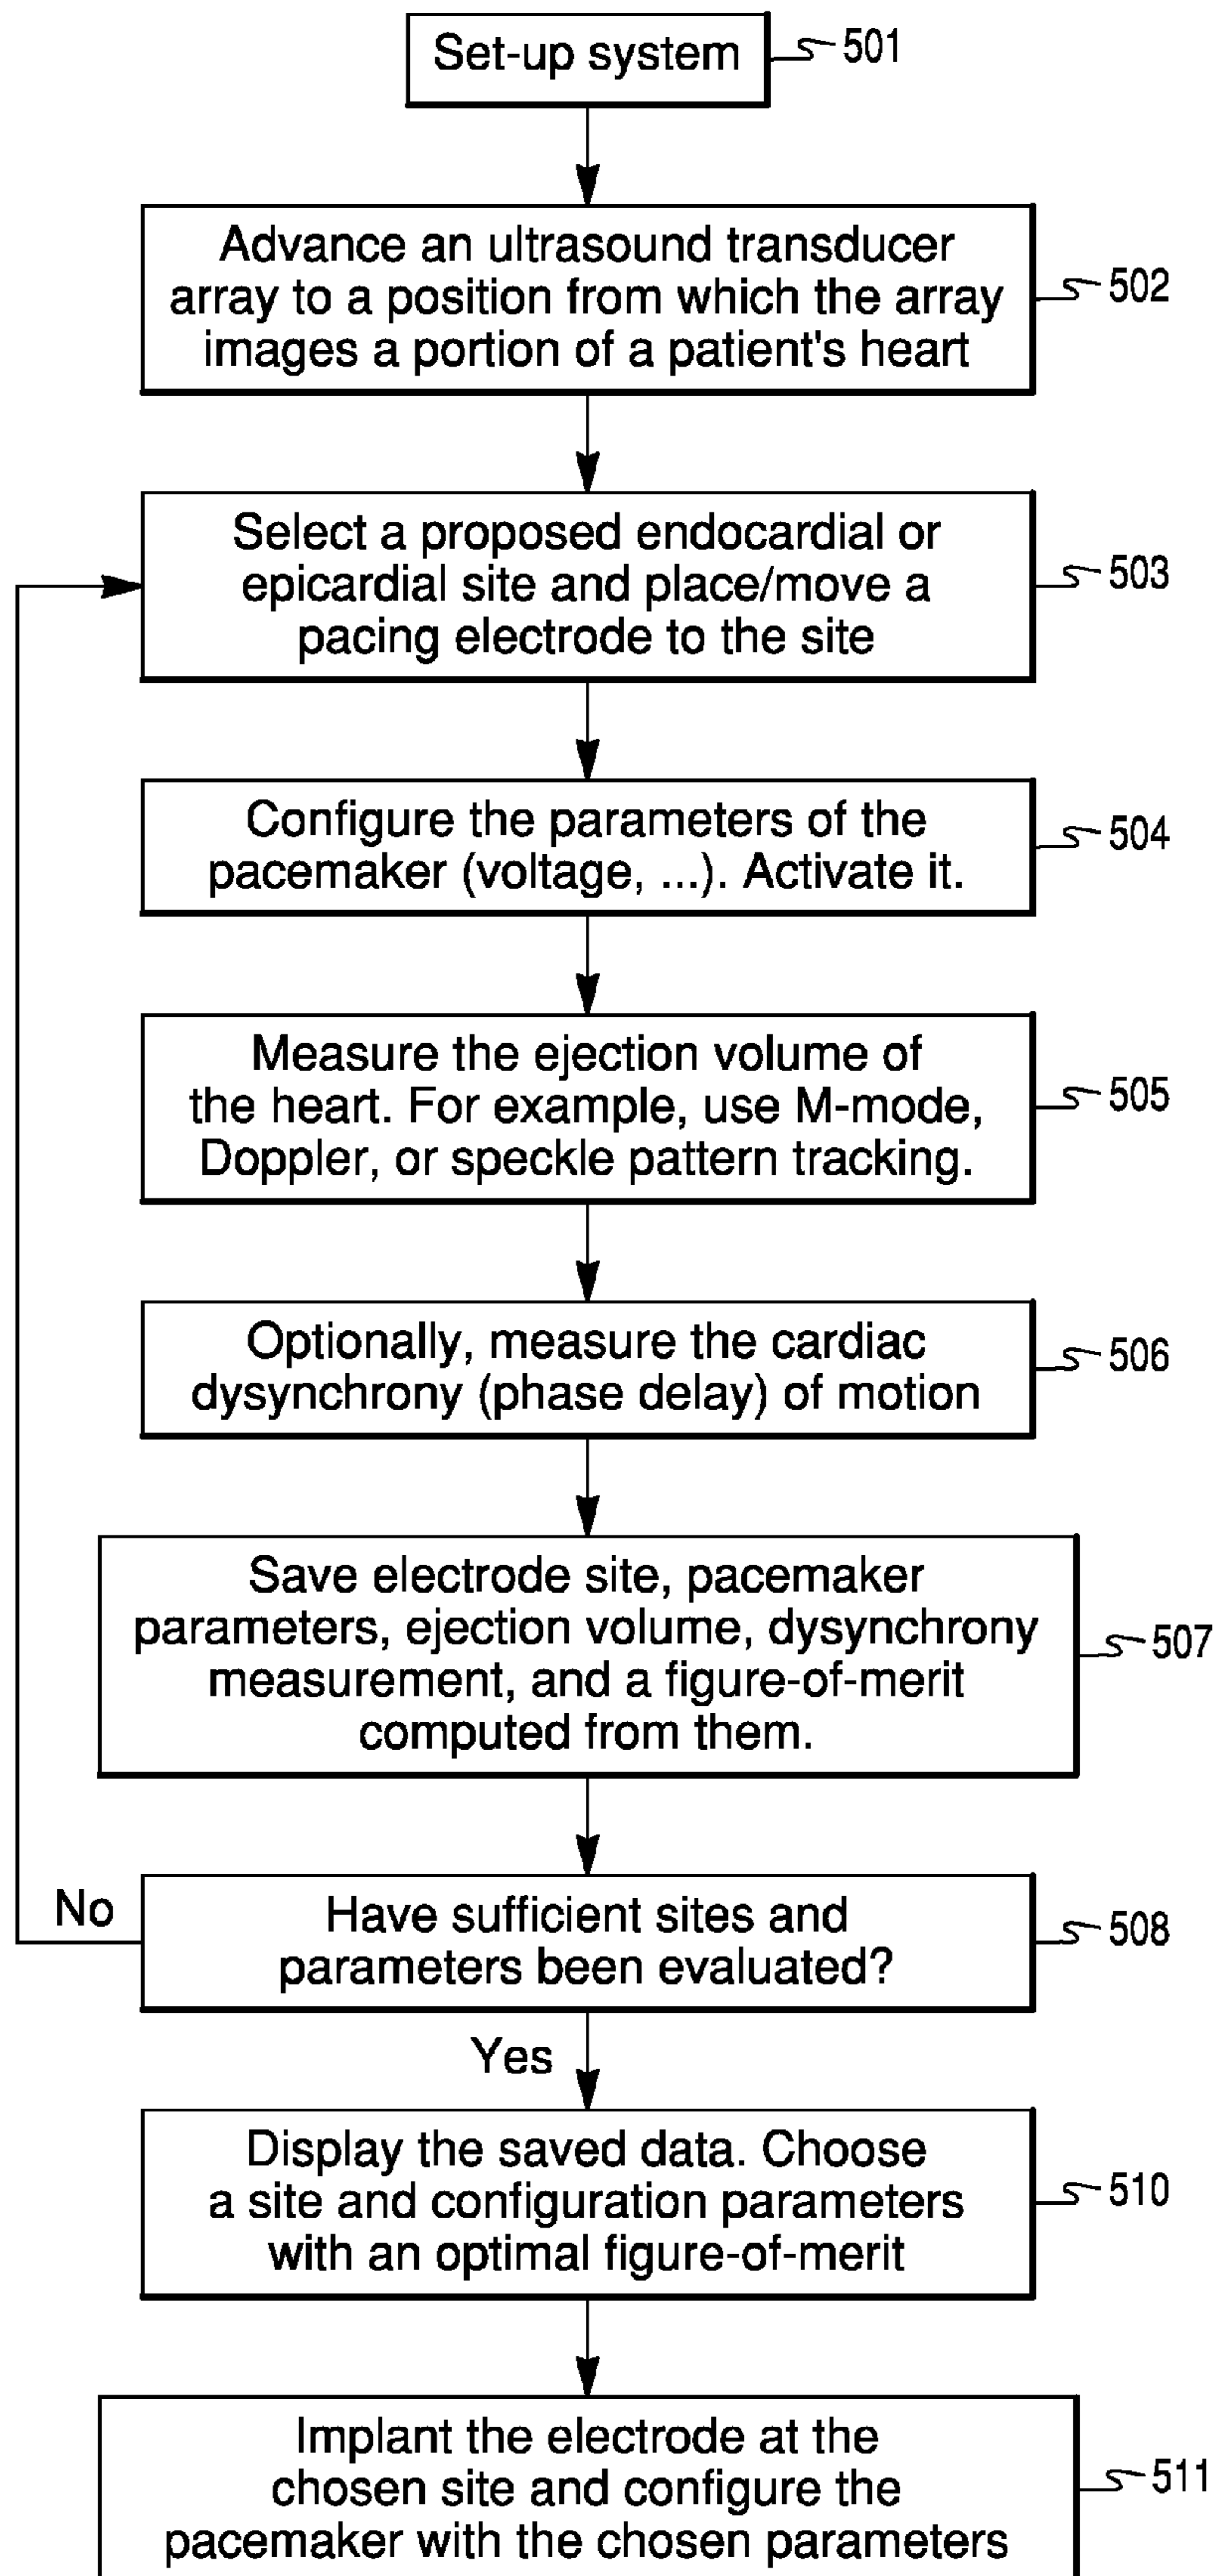 Set-up system
501
Advance an ultrasound transducer
array to a position from which the array
images a portion of a patient's heart
502
Select a proposed endocardial or
epicardial site and place/move a
pacing electrode to the site
503
Configure the parameters of the
pacemaker (voltage, ...). Activate it.
504
Measure the ejection volume of
the heart. For example, use M-mode,
Doppler, or speckle pattern tracking.
505
Optionally, measure the cardiac
dysynchrony (phase delay) of motion
506
Save electrode site, pacemaker
parameters, ejection volume, dysynchrony
measurement, and a figure-of-merit
computed from them.
507
No
Have sufficient sites and
parameters been evaluated?
508
Yes
Display the saved data. Choose
a site and configuration parameters
with an optimal figure-of-merit
510
Implant the electrode at the
chosen site and configure the
pacemaker with the chosen parameters
511